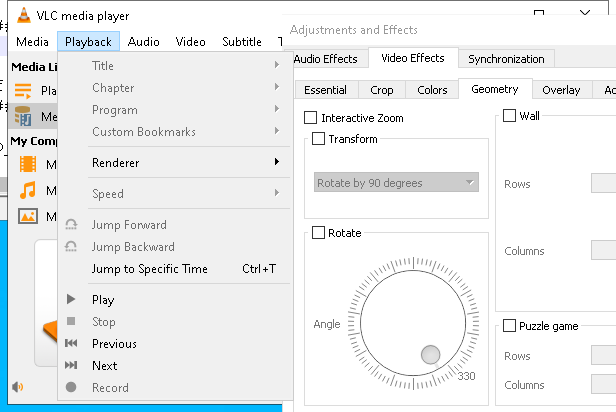 VLC media player
Media Playback Audio Video Subtitle
Media Li
Pla
Me
My Comp
M
M
M
Title
Chapter
Program
Custom Bookmarks
Renderer
Speed
Jump Forward
Jump Backward
Jump to Specific Time Ctrl+T
Play
Stop
Previous
Next
Record
Adjustments and Effects
Audio Effects Video Effects Synchronization
Essential Crop Colors Geometry Overlay
Interactive Zoom
Transform
Rotate by 90 degrees
Rotate
Angle
330
Wall
Rows
Columns
Puzzle game
Rows
Columns